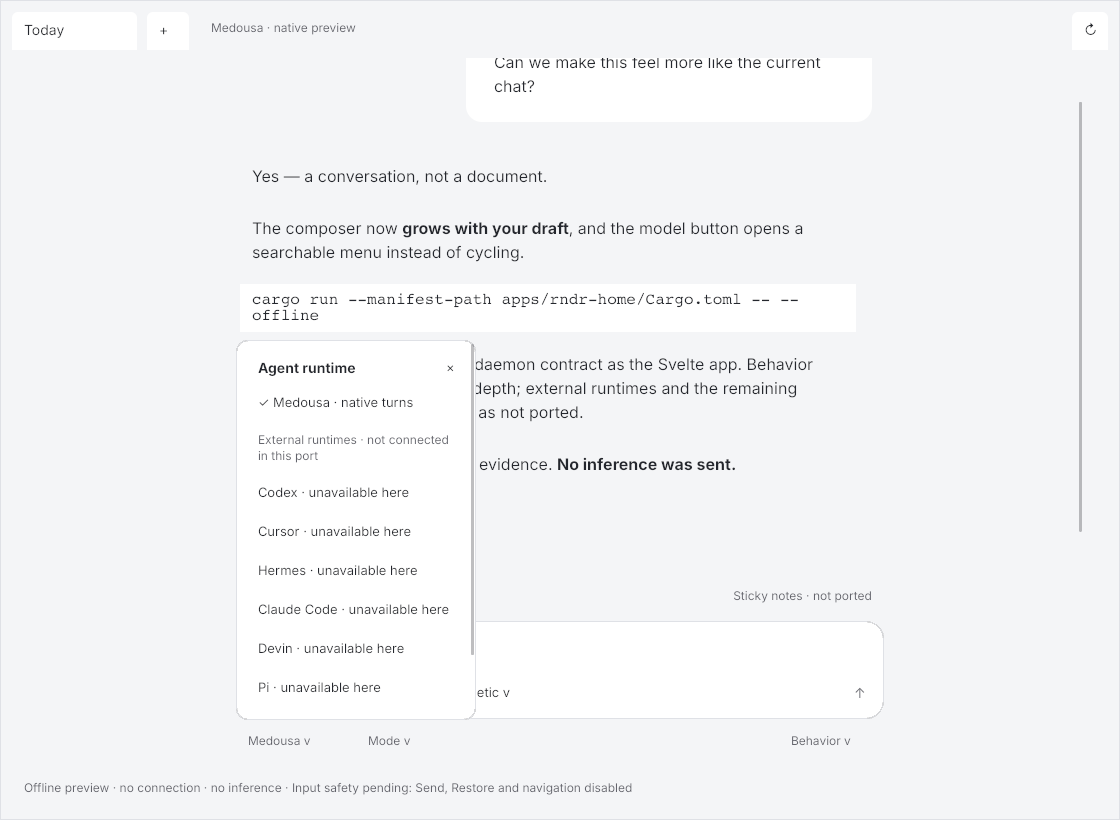 Today
+
Medousa · native preview
Can we make this feel more like the current
chat?
Yes — a conversation, not a document.
The composer now grows with your draft, and the model button opens a
searchable menu instead of cycling.
cargo run --manifest-path apps/rndr-home/Cargo.toml -- --
offline
Agent runtime ×
✓ Medousa · native turns
External runtimes · not connected
in this port
Codex · unavailable here
Cursor · unavailable here
Hermes · unavailable here
Claude Code · unavailable here
Devin · unavailable here
Pi · unavailable here
daemon contract as the Svelte app. Behavior
depth; external runtimes and the remaining
as not ported.
evidence. No inference was sent.
Sticky notes · not ported
etic v
↑
Medousa v
Mode v
Behavior v
Offline preview · no connection · no inference · Input safety pending: Send, Restore and navigation disabled